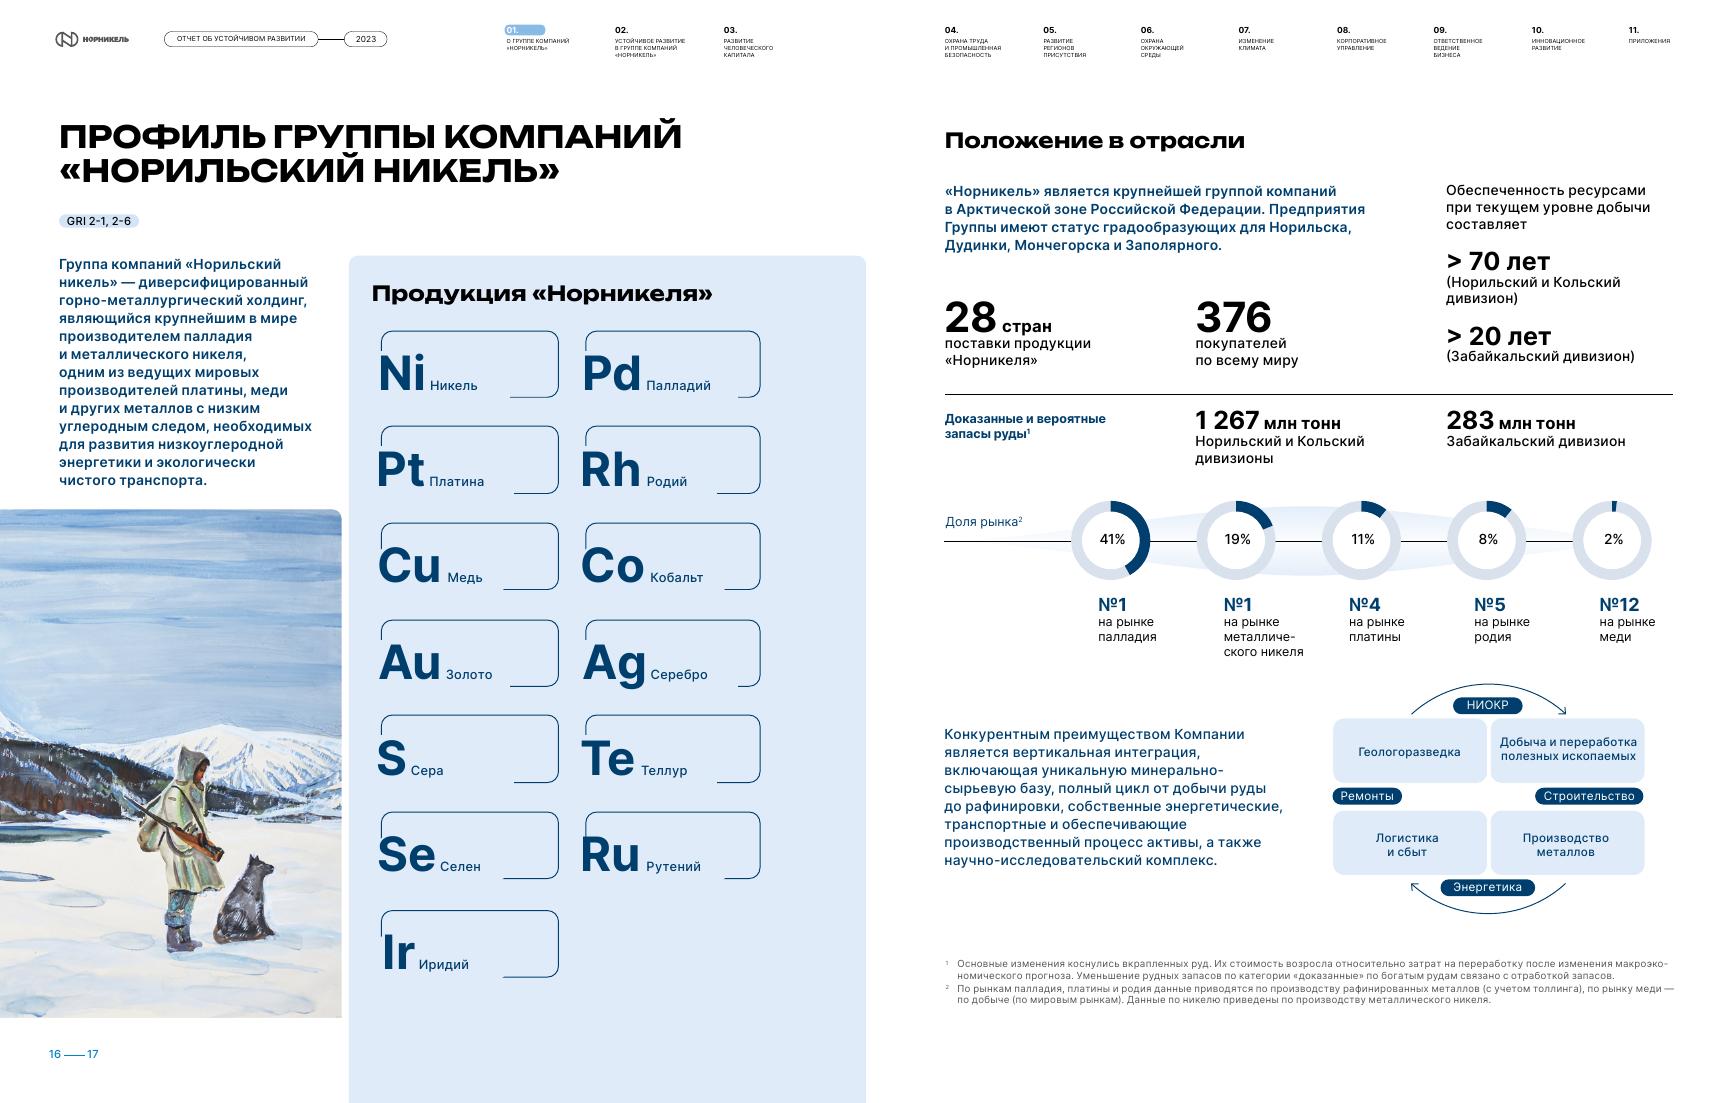 НОРНИКЕЛЬ
ОТЧЕТ ОБ УСТОЙЧИВОМ РАЗВИТИИ
2023
01.
О ГРУППЕ КОМПАНИЙ
«НОРНИКЕЛЬ»
02.
УСТОЙЧИВОЕ РАЗВИТИЕ
В ГРУППЕ КОМПАНИЙ
«НОРНИКЕЛЬ»
03.
РАЗВИТИЕ
ЧЕЛОВЕЧЕСКОГО
КАПИТАЛА
04.
ОХРАНА ТРУДА
И ПРОМЫШЛЕННАЯ
БЕЗОПАСНОСТЬ
05.
РАЗВИТИЕ
РЕГИОНОВ
ПРИСУТСТВИЯ
06.
ОХРАНА
ОКРУЖАЮЩЕЙ
СРЕДЫ
07.
ИЗМЕНЕНИЕ
КЛИМАТА
08.
КОРПОРАТИВНОЕ
УПРАВЛЕНИЕ
09.
ОТВЕТСТВЕННОЕ
ВЕДЕНИЕ
БИЗНЕСА
10.
ИННОВАЦИОННОЕ
РАЗВИТИЕ
11.
ПРИЛОЖЕНИЯ
ПРОФИЛЬ ГРУППЫ КОМПАНИЙ
«НОРИЛЬСКИЙ НИКЕЛЬ»
GRI 2-1, 2-6
Группа компаний «Норильский
никель» — диверсифицированный
горно-металлургический холдинг,
являющийся крупнейшим в мире
производителем палладия
и металлического никеля,
одним из ведущих мировых
производителей платины, меди
и других металлов с низким
углеродным следом, необходимых
для развития низкоуглеродной
энергетики и экологически
чистого транспорта.
Продукция «Норникеля»
Ni Никель
Pd Палладий
Pt Платина
Rh Родий
Cu Медь
Co Кобальт
Au Золото
Ag Серебро
S Сера
Te Теллур
Se Селен
Ru Рутений
Ir Иридий
16 — 17
Положение в отрасли
«Норникель» является крупнейшей группой компаний
в Арктической зоне Российской Федерации. Предприятия
Группы имеют статус градообразующих для Норильска,
Дудинки, Мончегорска и Заполярного.
28 стран
поставки продукции
«Норникеля»
376
покупателей
по всему миру
Обеспеченность ресурсами
при текущем уровне добычи
составляет
> 70 лет
(Норильский и Кольский
дивизион)
> 20 лет
(Забайкальский дивизион)
Доказанные и вероятные
запасы руды¹
1 267 млн тонн
Норильский и Кольский
дивизионы
283 млн тонн
Забайкальский дивизион
Доля рынка²
41%
19%
11%
8%
2%
№1
на рынке
палладия
№1
на рынке
металличе-
ского никеля
№4
на рынке
платины
№5
на рынке
родия
№12
на рынке
меди
Конкурентным преимуществом Компании
является вертикальная интеграция,
включающая уникальную минерально-
сырьевую базу, полный цикл от добычи руды
до рафинировки, собственные энергетические,
транспортные и обеспечивающие
производственный процесс активы, а также
научно-исследовательский комплекс.
НИОКР
Геологоразведка
Добыча и переработка
полезных ископаемых
Ремонты
Строительство
Логистика
и сбыт
Производство
металлов
Энергетика
¹ Основные изменения коснулись вкрапленных руд. Их стоимость возросла относительно затрат на переработку после изменения макроэко-
номического прогноза. Уменьшение рудных запасов по категории «доказанные» по богатым рудам связано с отработкой запасов.
² По рынкам палладия, платины и родия данные приводятся по производству рафинированных металлов (с учетом толлинга), по рынку меди —
по добыче (по мировым рынкам). Данные по никелю приведены по производству металлического никеля.